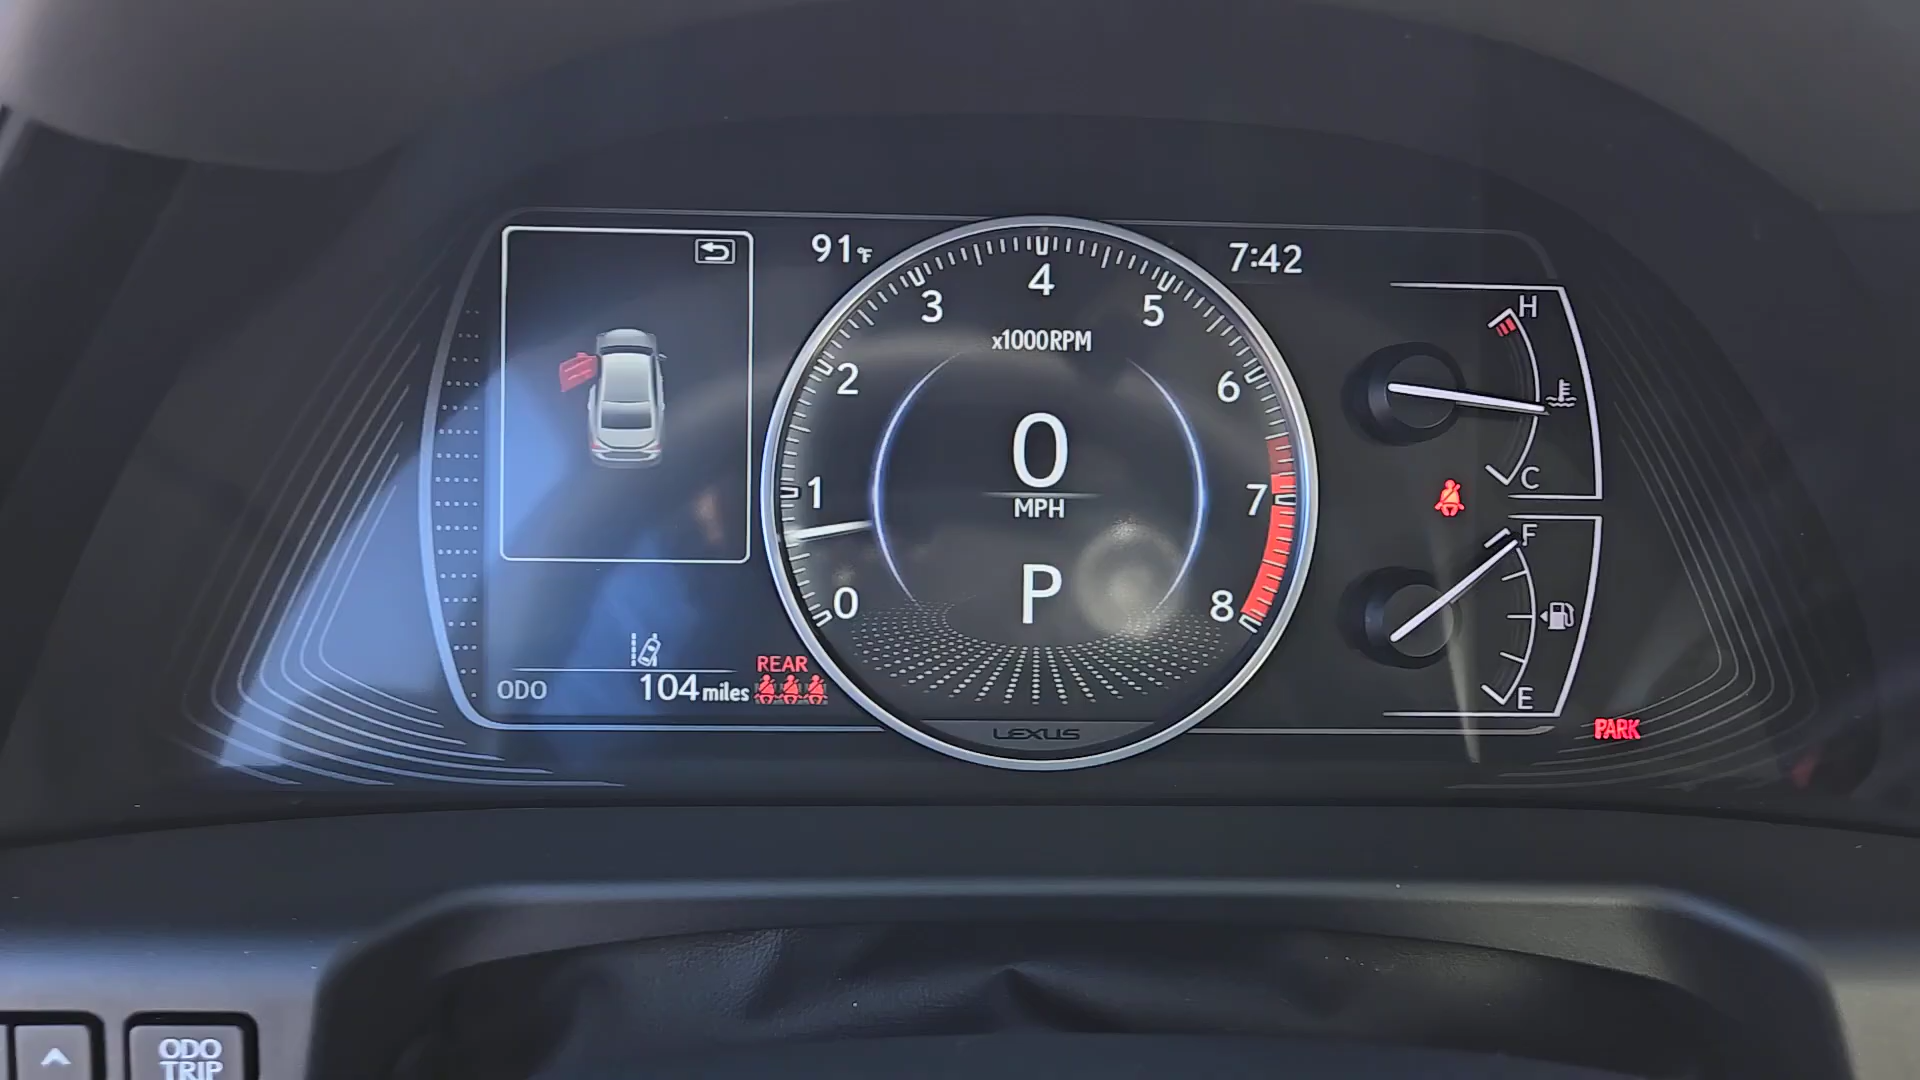 91°F
7:42
0
1
2
3
4
5
6
7
8
x1000RPM
0
MPH
P
H
C
F
E
REAR
ODO 104 miles
LEXUS
PARK
ODO
TRIP